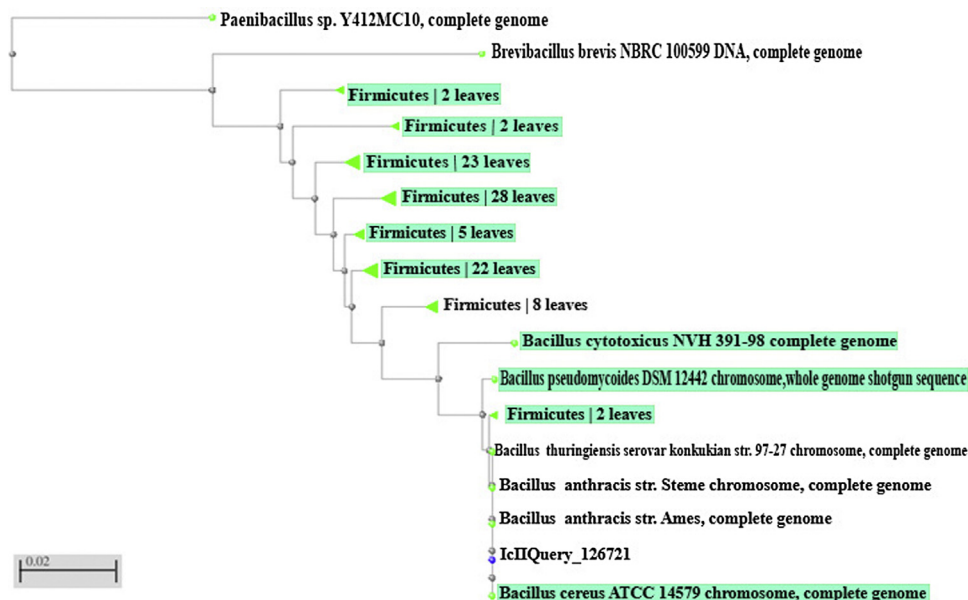 Paenibacillus sp. Y412MC10, complete genome
Brevibacillus brevis NBRC 100599 DNA, complete genome
Firmicutes | 2 leaves
Firmicutes | 2 leaves
Firmicutes | 23 leaves
Firmicutes | 28 leaves
Firmicutes | 5 leaves
Firmicutes | 22 leaves
Firmicutes | 8 leaves
Bacillus cytotoxicus NVH 391-98 complete genome
Bacillus pseudomycoides DSM 12442 chromosome,whole genome shotgun sequence
Firmicutes | 2 leaves
Bacillus thuringiensis serovar konkukian str. 97-27 chromosome, complete genome
Bacillus anthracis str. Steme chromosome, complete genome
Bacillus anthracis str. Ames, complete genome
IcΠQuery_126721
0.02
Bacillus cereus ATCC 14579 chromosome, complete genome